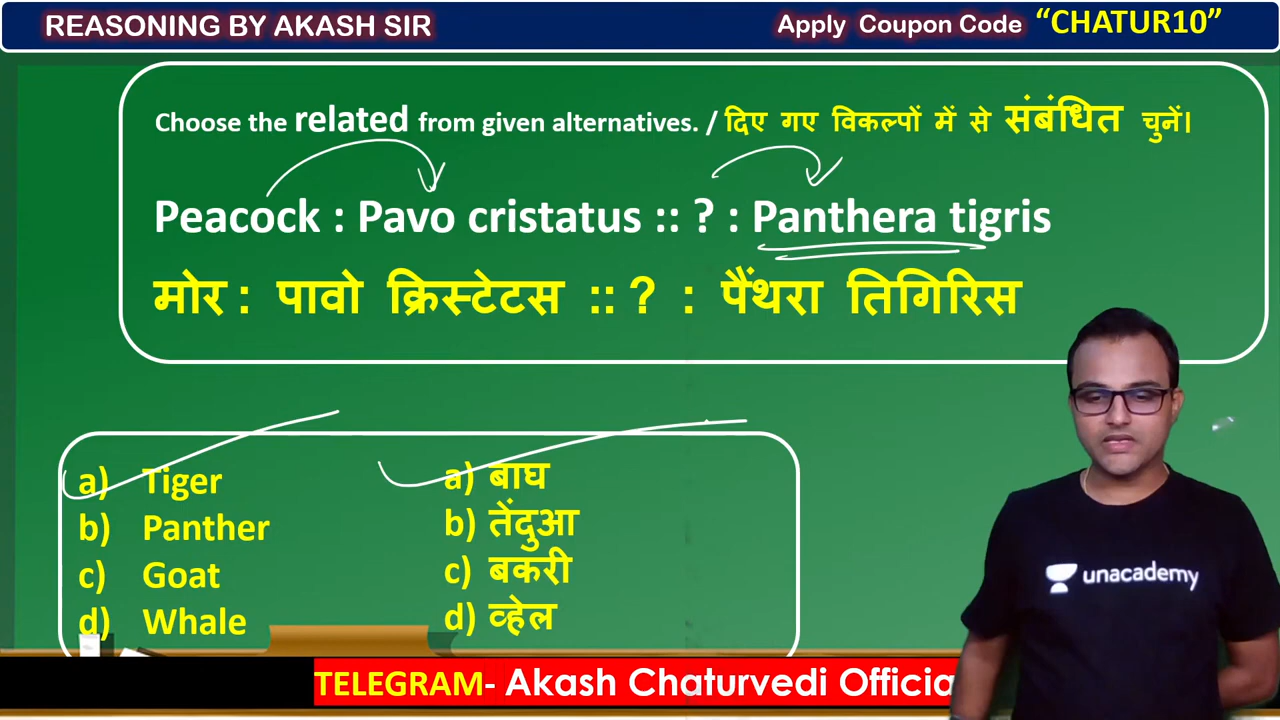 REASONING BY AKASH SIR
Apply Coupon Code “CHATUR10”
Choose the related from given alternatives. / दिए गए विकल्पों में से संबंधित चुनें।
Peacock : Pavo cristatus :: ? : Panthera tigris
मोर : पावो क्रिस्टेटस :: ? : पैंथरा तिगिरिस
a) Tiger
b) Panther
c) Goat
d) Whale
a) बाघ
b) तेंदुआ
c) बकरी
d) व्हेल
unacademy
TELEGRAM- Akash Chaturvedi Officia